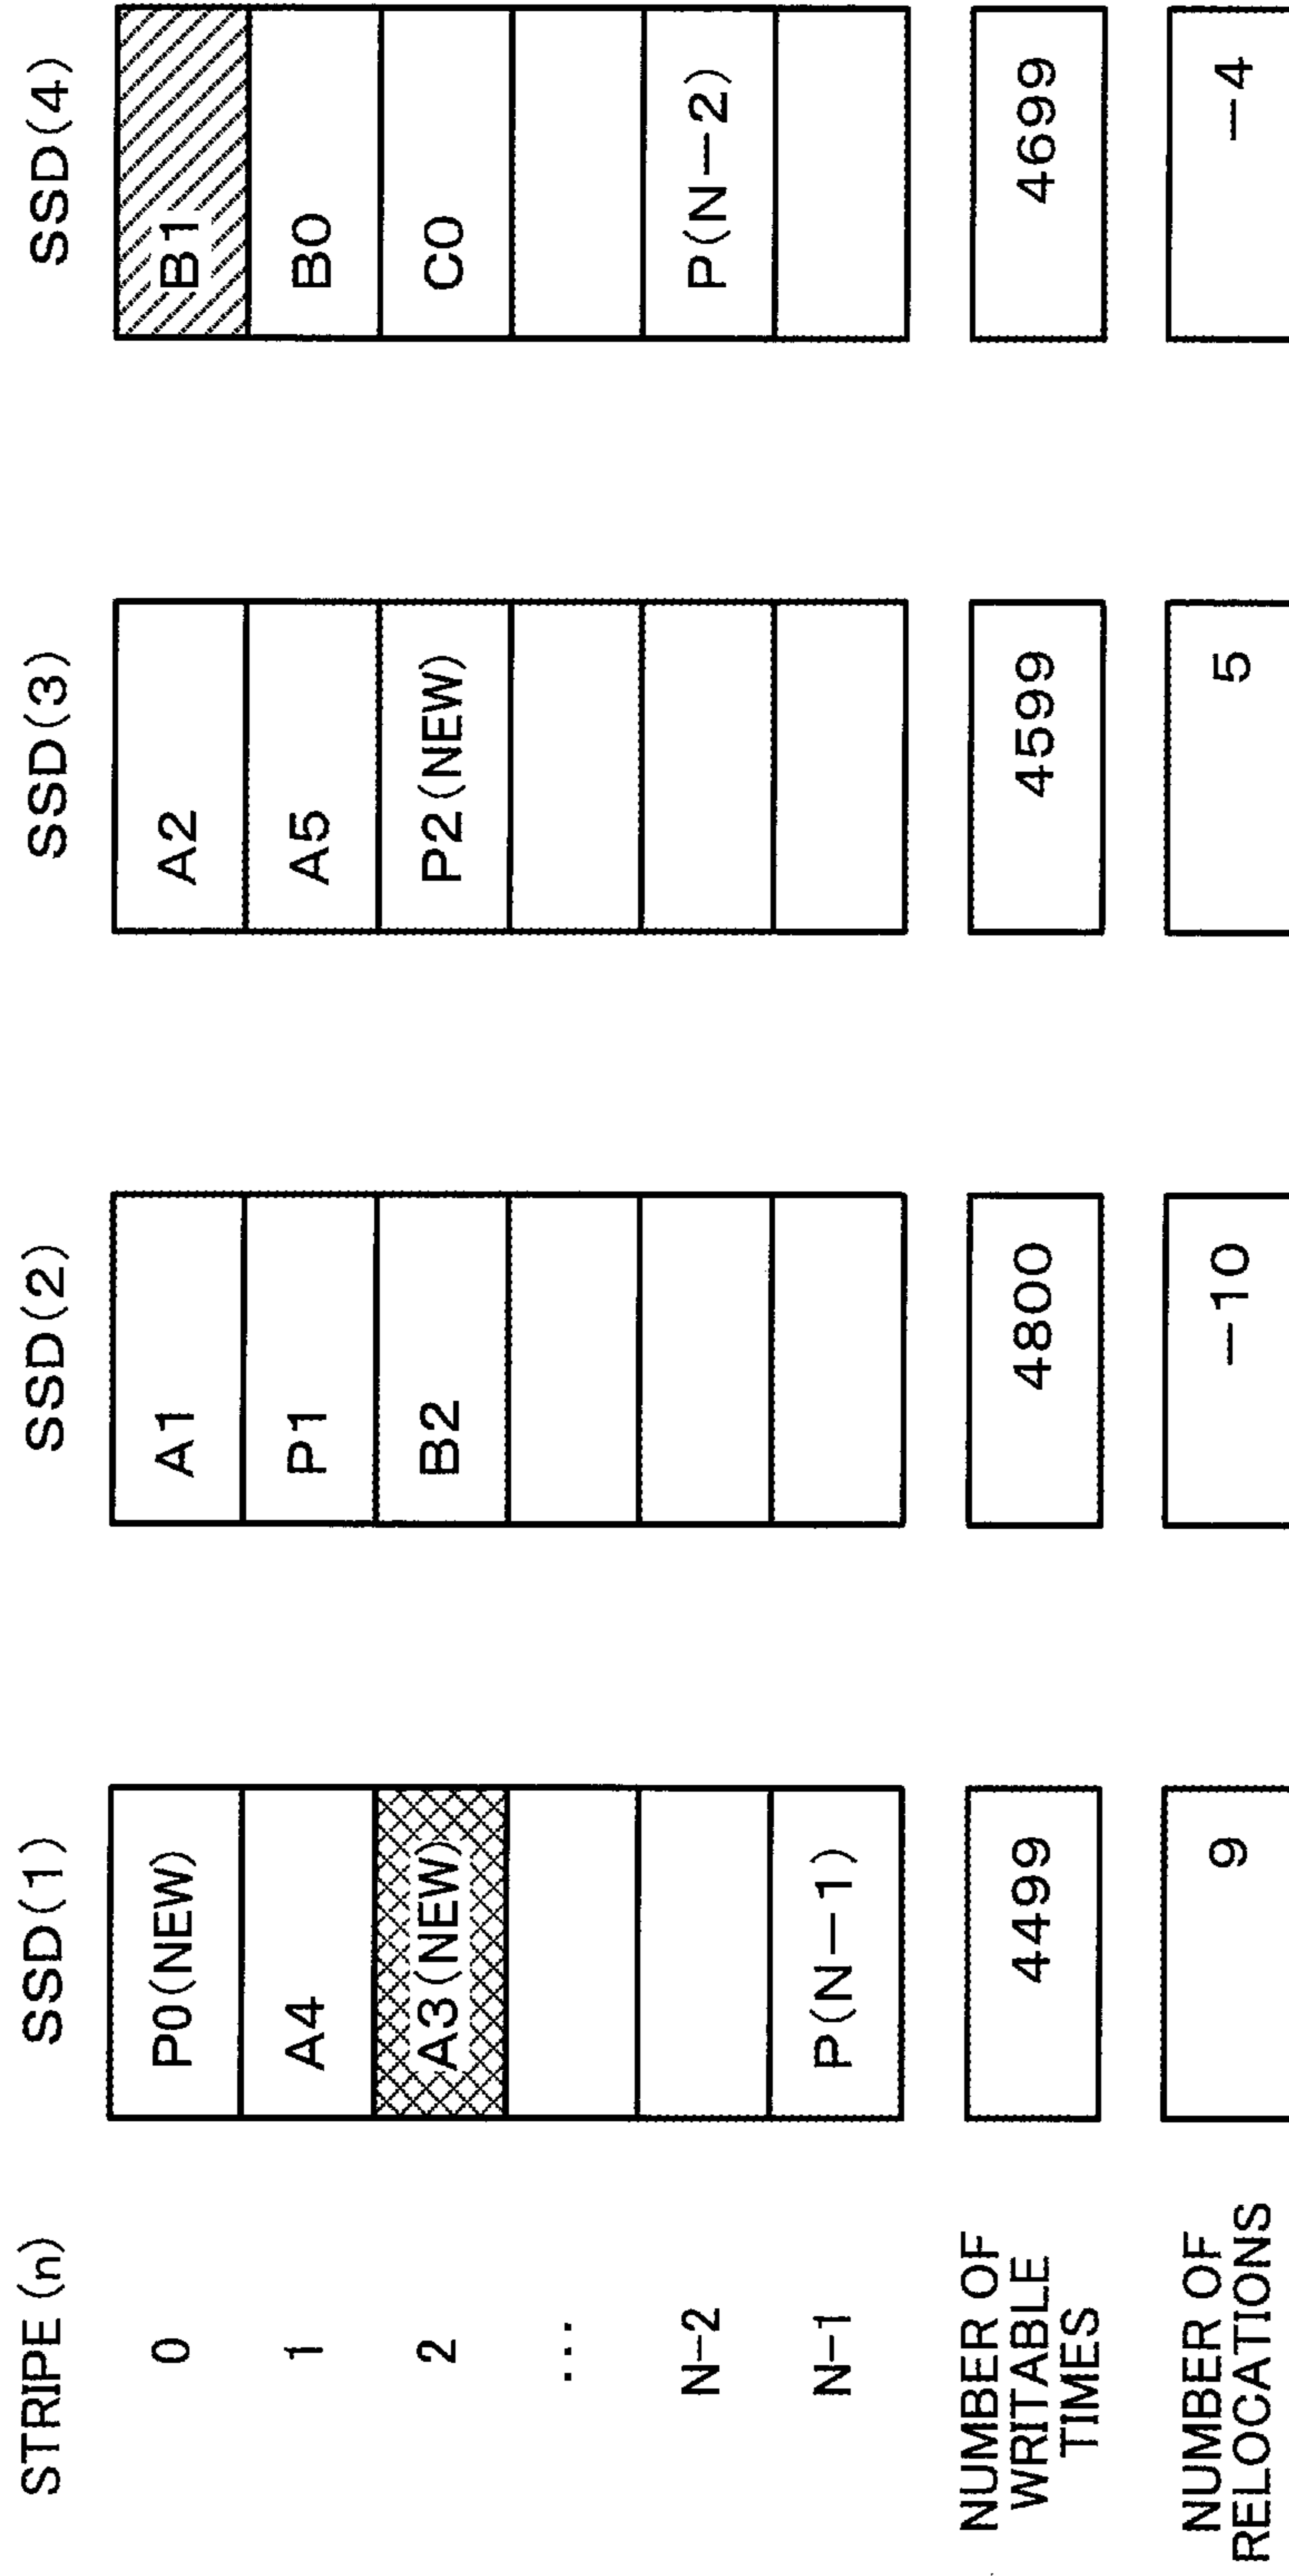 STRIPE (n) SSD(1) SSD(2) SSD(3) SSD(4)
0 P0(NEW) A1 A2 B1
1 A4 P1 A5 B0
2 A3(NEW) B2 P2(NEW) C0
...
N-2 P(N-2)
N-1 P(N-1)
NUMBER OF
WRITABLE
TIMES
4499 4800 4599 4699
NUMBER OF
RELOCATIONS
9 -10 5 -4